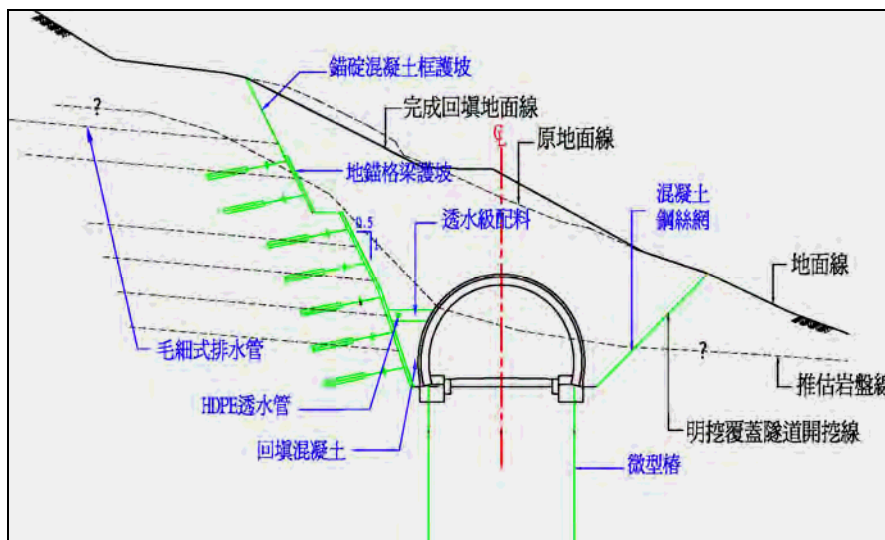 錨碇混凝土框護坡
完成回填地面線
原地面線
?
℄
地錨格梁護坡
混凝土
鋼絲網
透水級配料
0.5
1
地面線
毛細式排水管
?
HDPE透水管
推估岩盤線
回填混凝土
明挖覆蓋隧道開挖線
微型樁